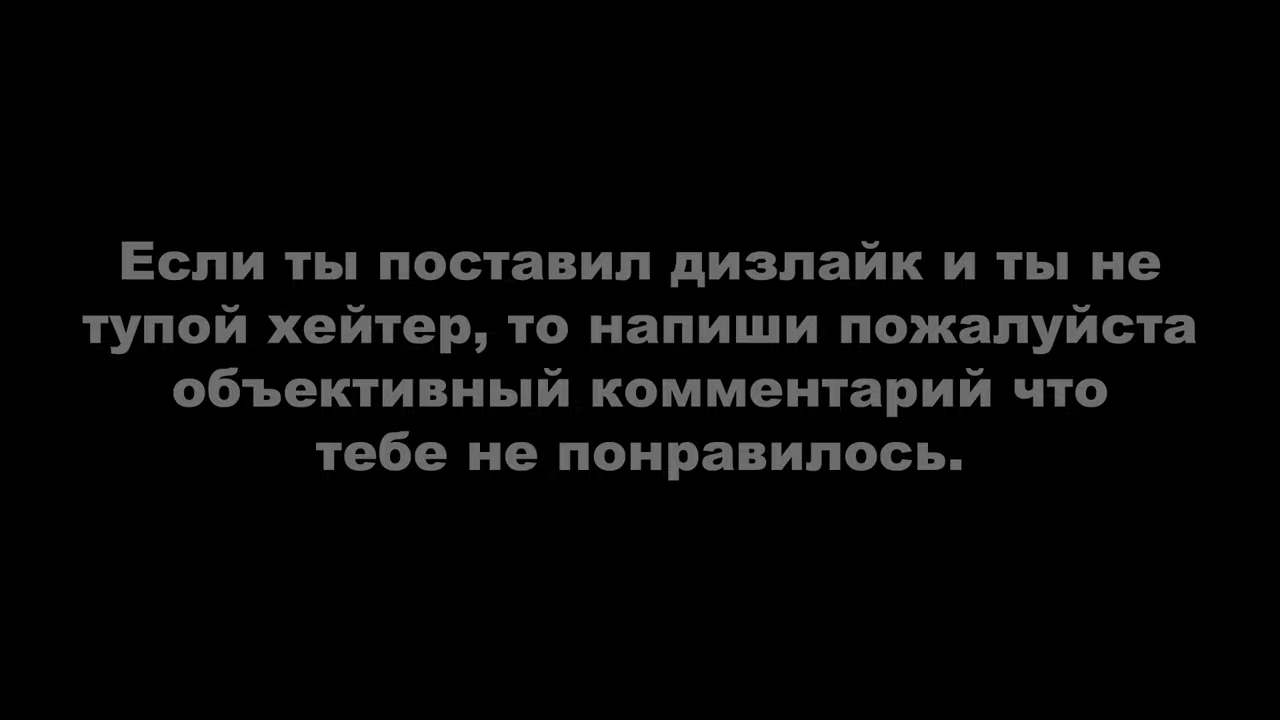 Если ты поставил дизлайк и ты не
тупой хейтер, то напиши пожалуйста
объективный комментарий что
тебе не понравилось.